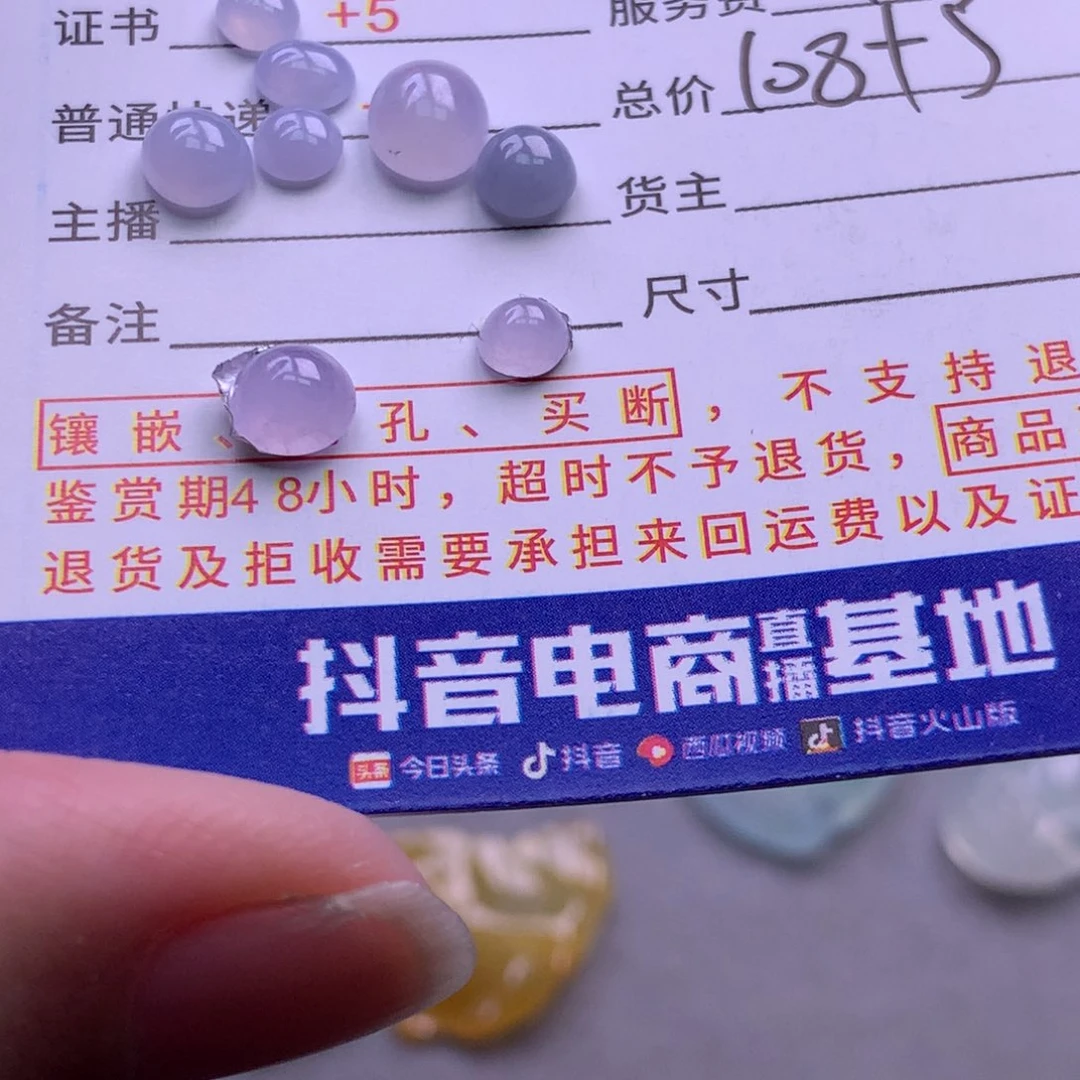 证书 +5 服务费
普通 递 总价 108+5
主播 货主
备注 尺寸
镶嵌、 孔、买断，不支持退
鉴赏期48小时，超时不予退货，商品
退货及拒收需要承担来回运费以及证
抖音电商直播基地
头条 今日头条 抖音 西瓜视频 抖音火山版